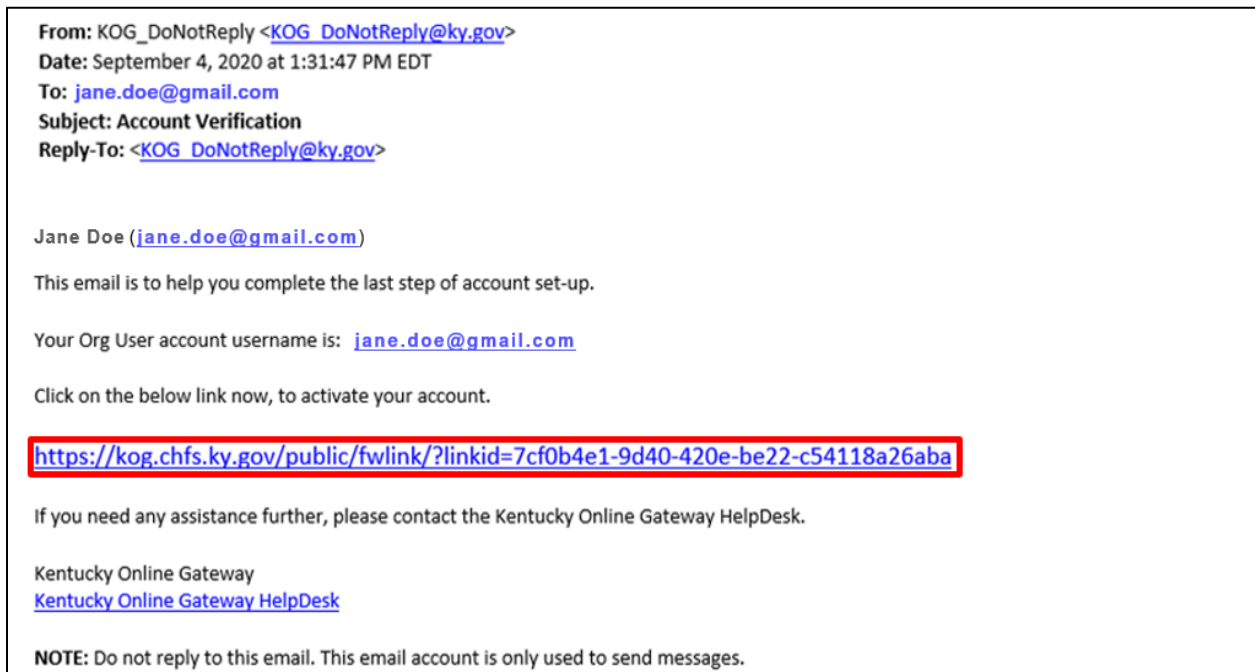 From: KOG_DoNotReply <KOG_DoNotReply@ky.gov>
Date: September 4, 2020 at 1:31:47 PM EDT
To: jane.doe@gmail.com
Subject: Account Verification
Reply-To: <KOG_DoNotReply@ky.gov>
Jane Doe (jane.doe@gmail.com)
This email is to help you complete the last step of account set-up.
Your Org User account username is: jane.doe@gmail.com
Click on the below link now, to activate your account.
https://kog.chfs.ky.gov/public/fwlink/?linkid=7cf0b4e1-9d40-420e-be22-c54118a26aba
If you need any assistance further, please contact the Kentucky Online Gateway HelpDesk.
Kentucky Online Gateway
Kentucky Online Gateway HelpDesk
NOTE: Do not reply to this email. This email account is only used to send messages.